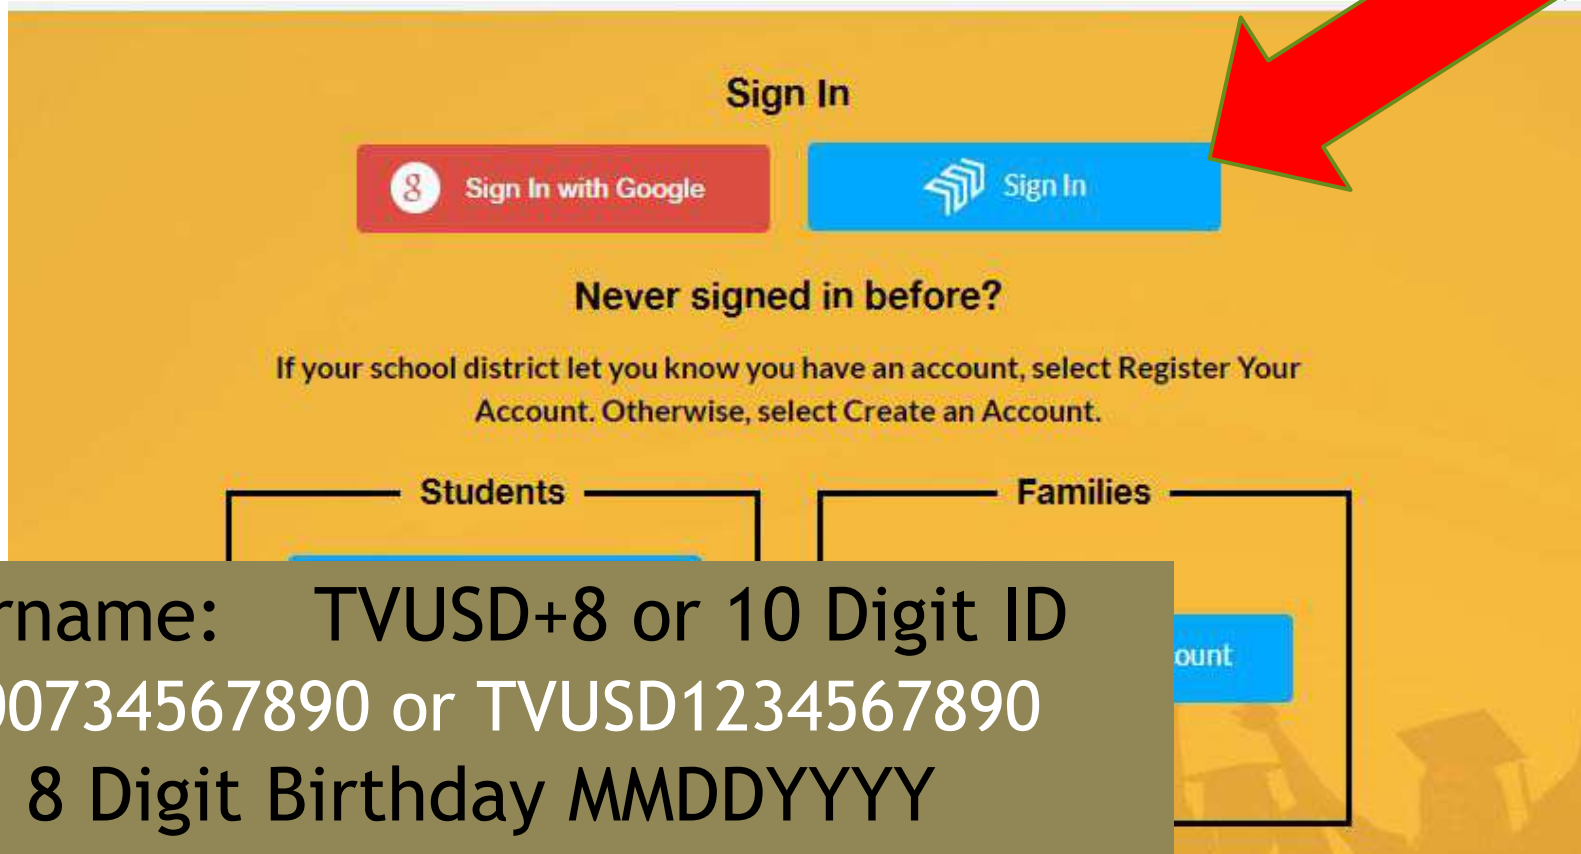 Sign In
Sign In with Google
Sign In
Never signed in before?
If your school district let you know you have an account, select Register Your
Account. Otherwise, select Create an Account.
Students
Families
rname: TVUSD+8 or 10 Digit ID
ount
00734567890 or TVUSD1234567890
8 Digit Birthday MMDDYYYY